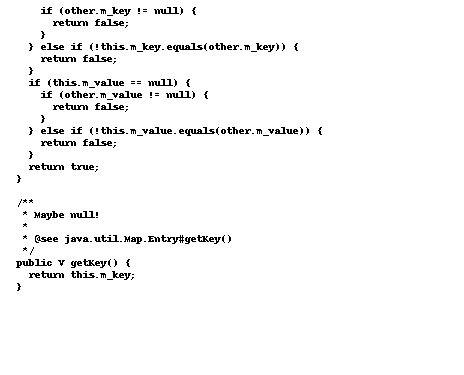 if (other.m_key != null) {
return false;
}
} else if (!this.m_key.equals(other.m_key)) {
return false;
}
if (this.m_value == null) {
if (other.m_value != null) {
return false;
}
} else if (!this.m_value.equals(other.m_value)) {
return false;
}
return true;
}
/**
* Maybe null!
*
* @see java.util.Map.Entry#getKey()
*/
public V getKey() {
return this.m_key;
}